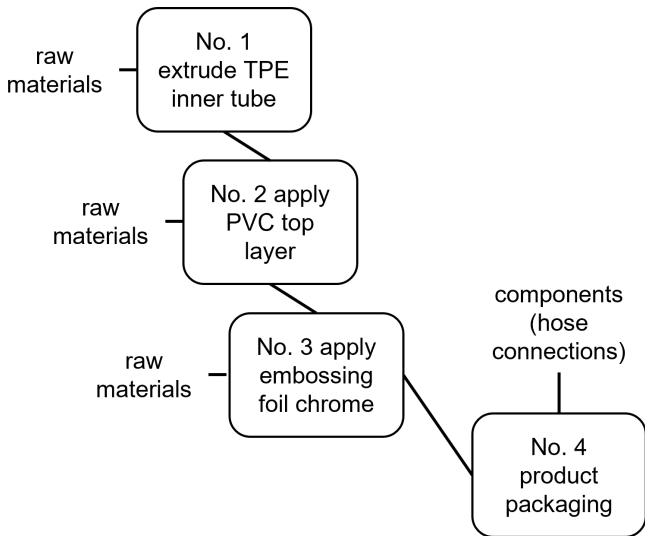 raw
materials
No. 1
extrude TPE
inner tube
raw
materials
No. 2 apply
PVC top
layer
raw
materials
No. 3 apply
embossing
foil chrome
components
(hose
connections)
No. 4
product
packaging